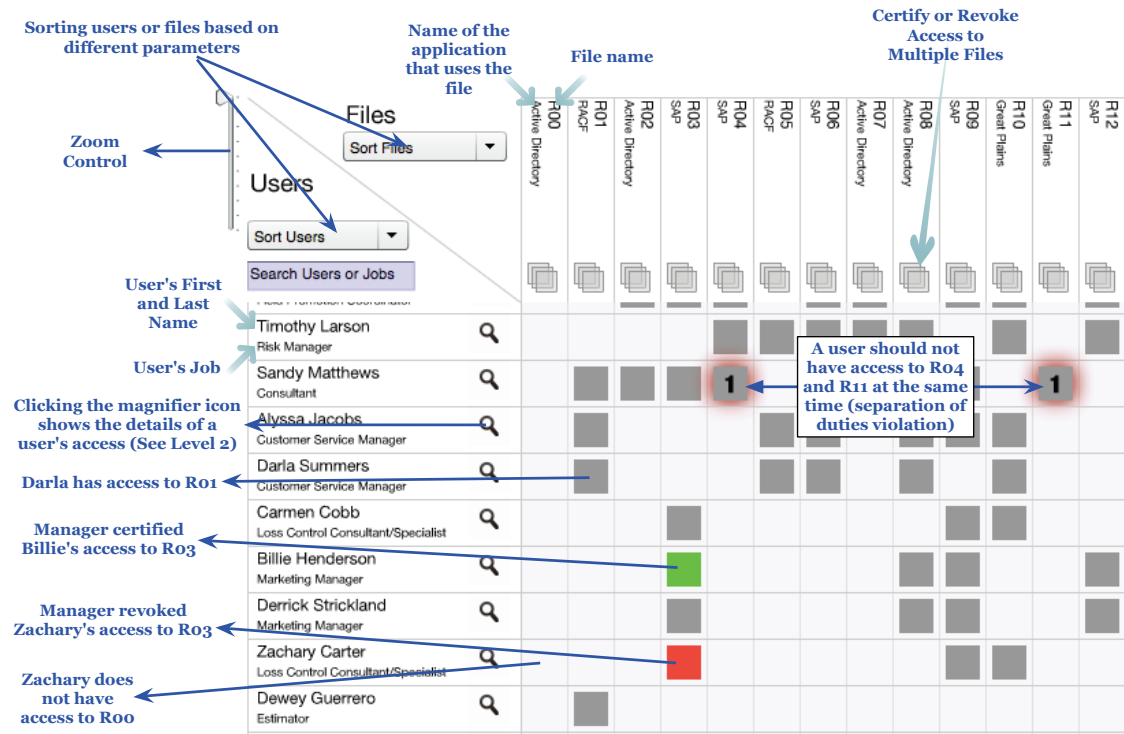 Sorting users or files based on
different parameters
Name of the
application
that uses the
file
File name
Certify or Revoke
Access to
Multiple Files
Zoom
Control
Files
Sort Files
Users
Sort Users
Search Users or Jobs
R00
Active Directory
R01
RACF
R02
Active Directory
R03
SAP
R04
SAP
R05
RACF
R06
SAP
R07
Active Directory
R08
Active Directory
R09
SAP
R10
Great Plains
R11
Great Plains
R12
SAP
User's First
and Last
Name
User's Job
Timothy Larson
Risk Manager
Sandy Matthews
Consultant
1
1
A user should not
have access to R04
and R11 at the same
time (separation of
duties violation)
Clicking the magnifier icon
shows the details of a
user's access (See Level 2)
Alyssa Jacobs
Customer Service Manager
Darla has access to R01
Darla Summers
Customer Service Manager
Carmen Cobb
Loss Control Consultant/Specialist
Manager certified
Billie's access to R03
Billie Henderson
Marketing Manager
Manager revoked
Zachary's access to R03
Derrick Strickland
Marketing Manager
Zachary Carter
Loss Control Consultant/Specialist
Zachary does
not have
access to R00
Dewey Guerrero
Estimator